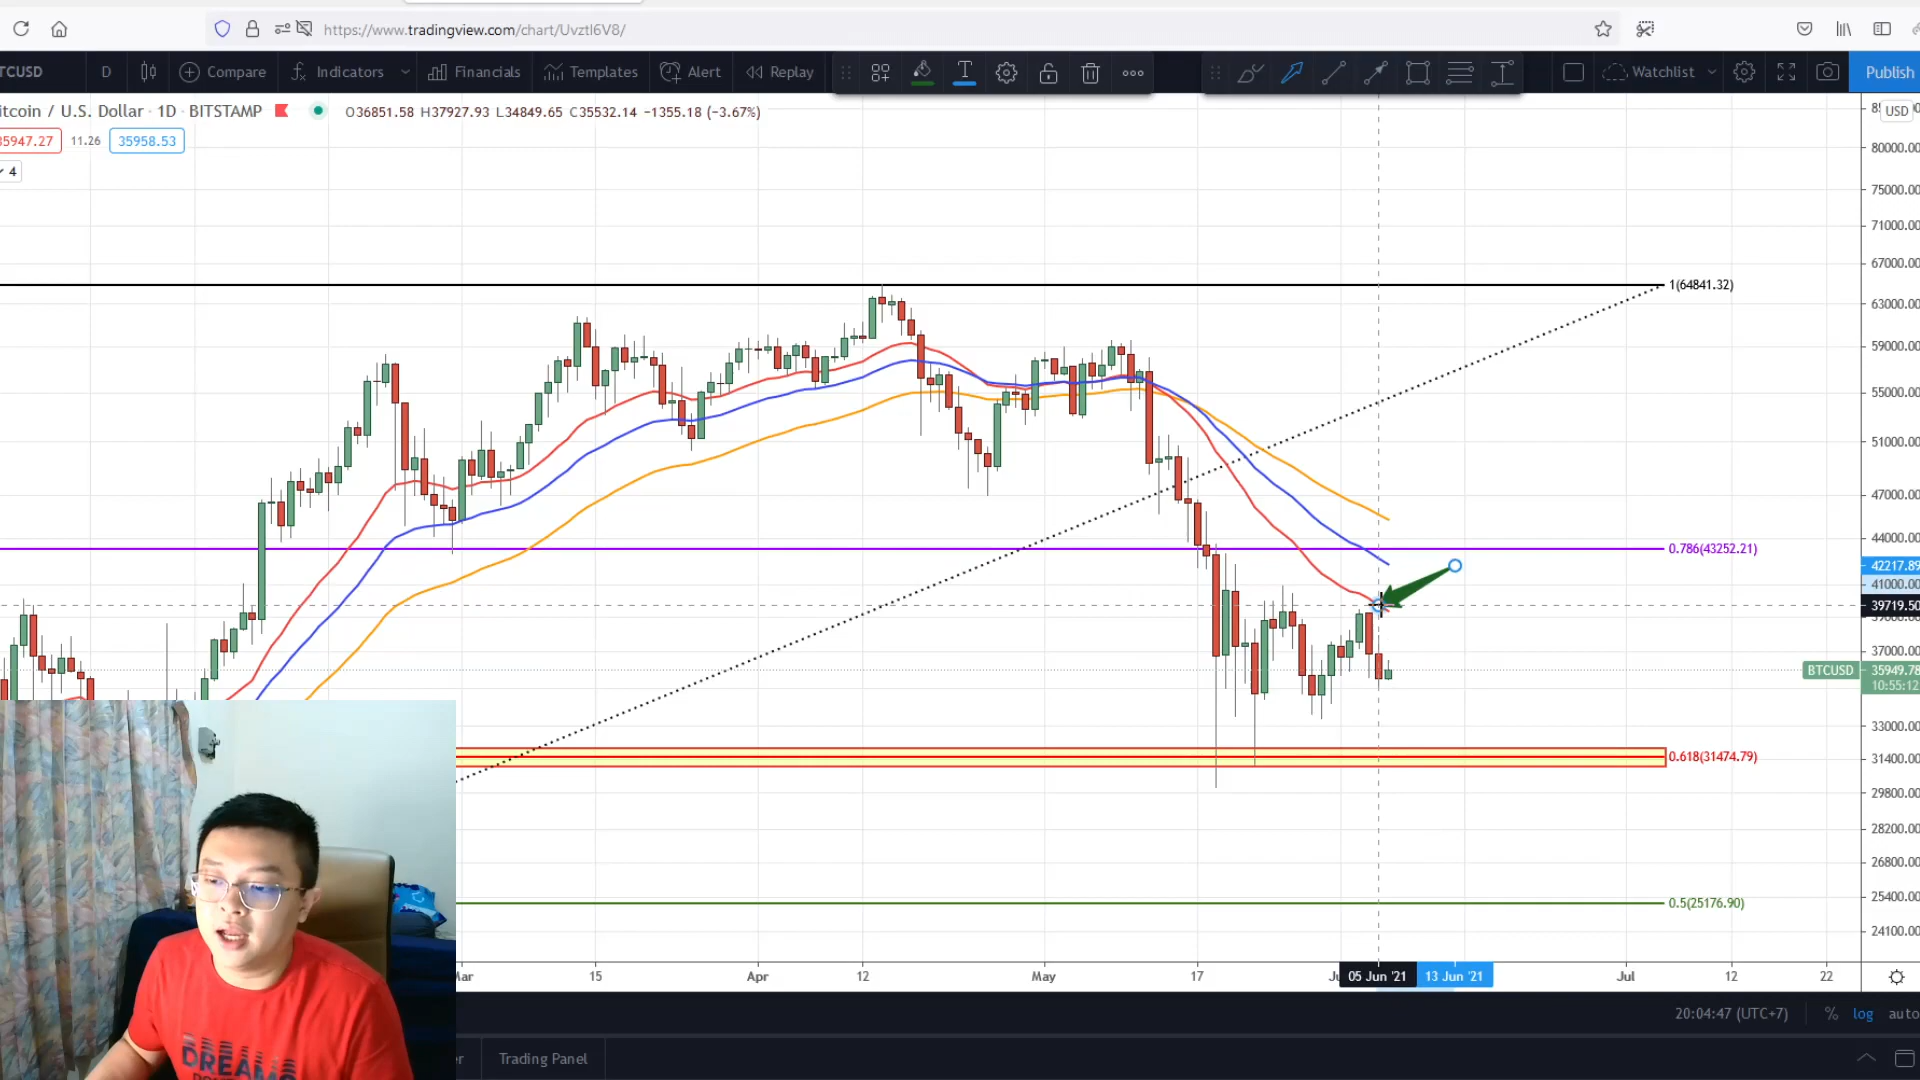 https://www.tradingview.com/chart/UvztI6V8/
TCUSD D Compare Indicators Financials Templates Alert Replay Watchlist Publish
itcoin / U.S. Dollar · 1D · BITSTAMP O36851.58 H37927.93 L34849.65 C35532.14 −1355.18 (−3.67%)
USD
35947.27 11.26 35958.53
4
80000.00
75000.00
71000.00
67000.00
1(64841.32)
63000.00
59000.00
55000.00
51000.00
47000.00
44000.00
0.786(43252.21)
42217.89
41000.00
39719.50
37000.00
BTCUSD 35949.78
10:55:12
33000.00
0.618(31474.79)
31400.00
29800.00
28200.00
26800.00
25400.00
0.5(25176.90)
24100.00
15 Apr 12 May 17 05 Jun '21 13 Jun '21 Jul 12 22
20:04:47 (UTC+7) % log auto
Trading Panel
DREAMS